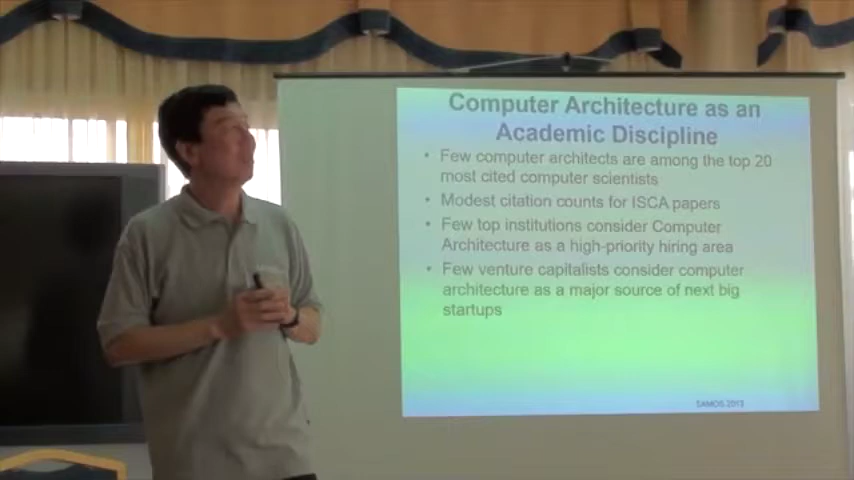 Computer Architecture as an
Academic Discipline
• Few computer architects are among the top 20
most cited computer scientists
• Modest citation counts for ISCA papers
• Few top institutions consider Computer
Architecture as a high-priority hiring area
• Few venture capitalists consider computer
architecture as a major source of next big
startups
SAMOS 2013